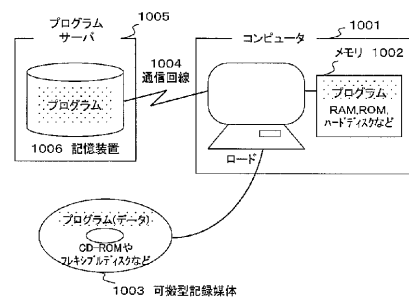 プログラム
サーバ
1005
プログラム
1006 記憶装置
1004
通信回線
コンピュータ
1001
メモリ 1002
プログラム
RAM,ROM,
ハードディスクなど
ロード
プログラム(データ)
CD-ROMや
フレキシブルディスクなど
1003 可搬型記録媒体